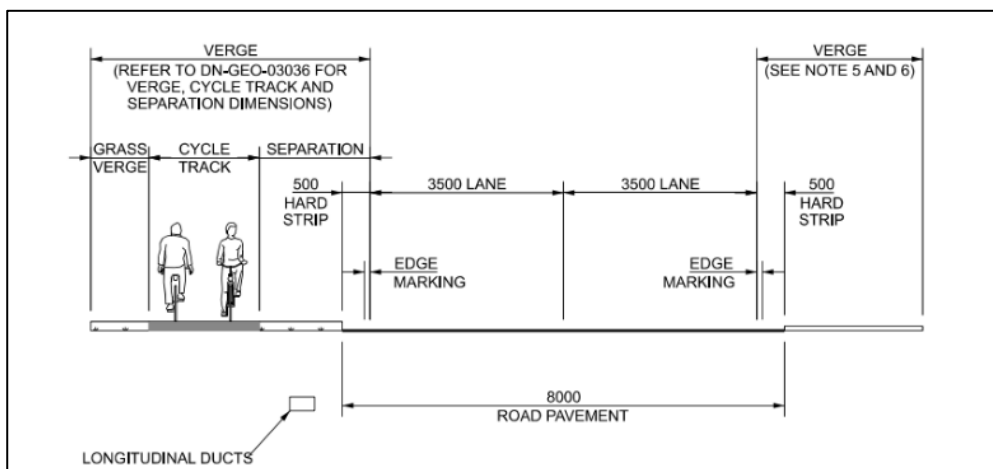 VERGE
(REFER TO DN-GEO-03036 FOR
VERGE, CYCLE TRACK AND
SEPARATION DIMENSIONS)
VERGE
(SEE NOTE 5 AND 6)
GRASS
VERGE
CYCLE
TRACK
SEPARATION
500
HARD
STRIP
3500 LANE
3500 LANE
500
HARD
STRIP
EDGE
MARKING
EDGE
MARKING
8000
ROAD PAVEMENT
LONGITUDINAL DUCTS